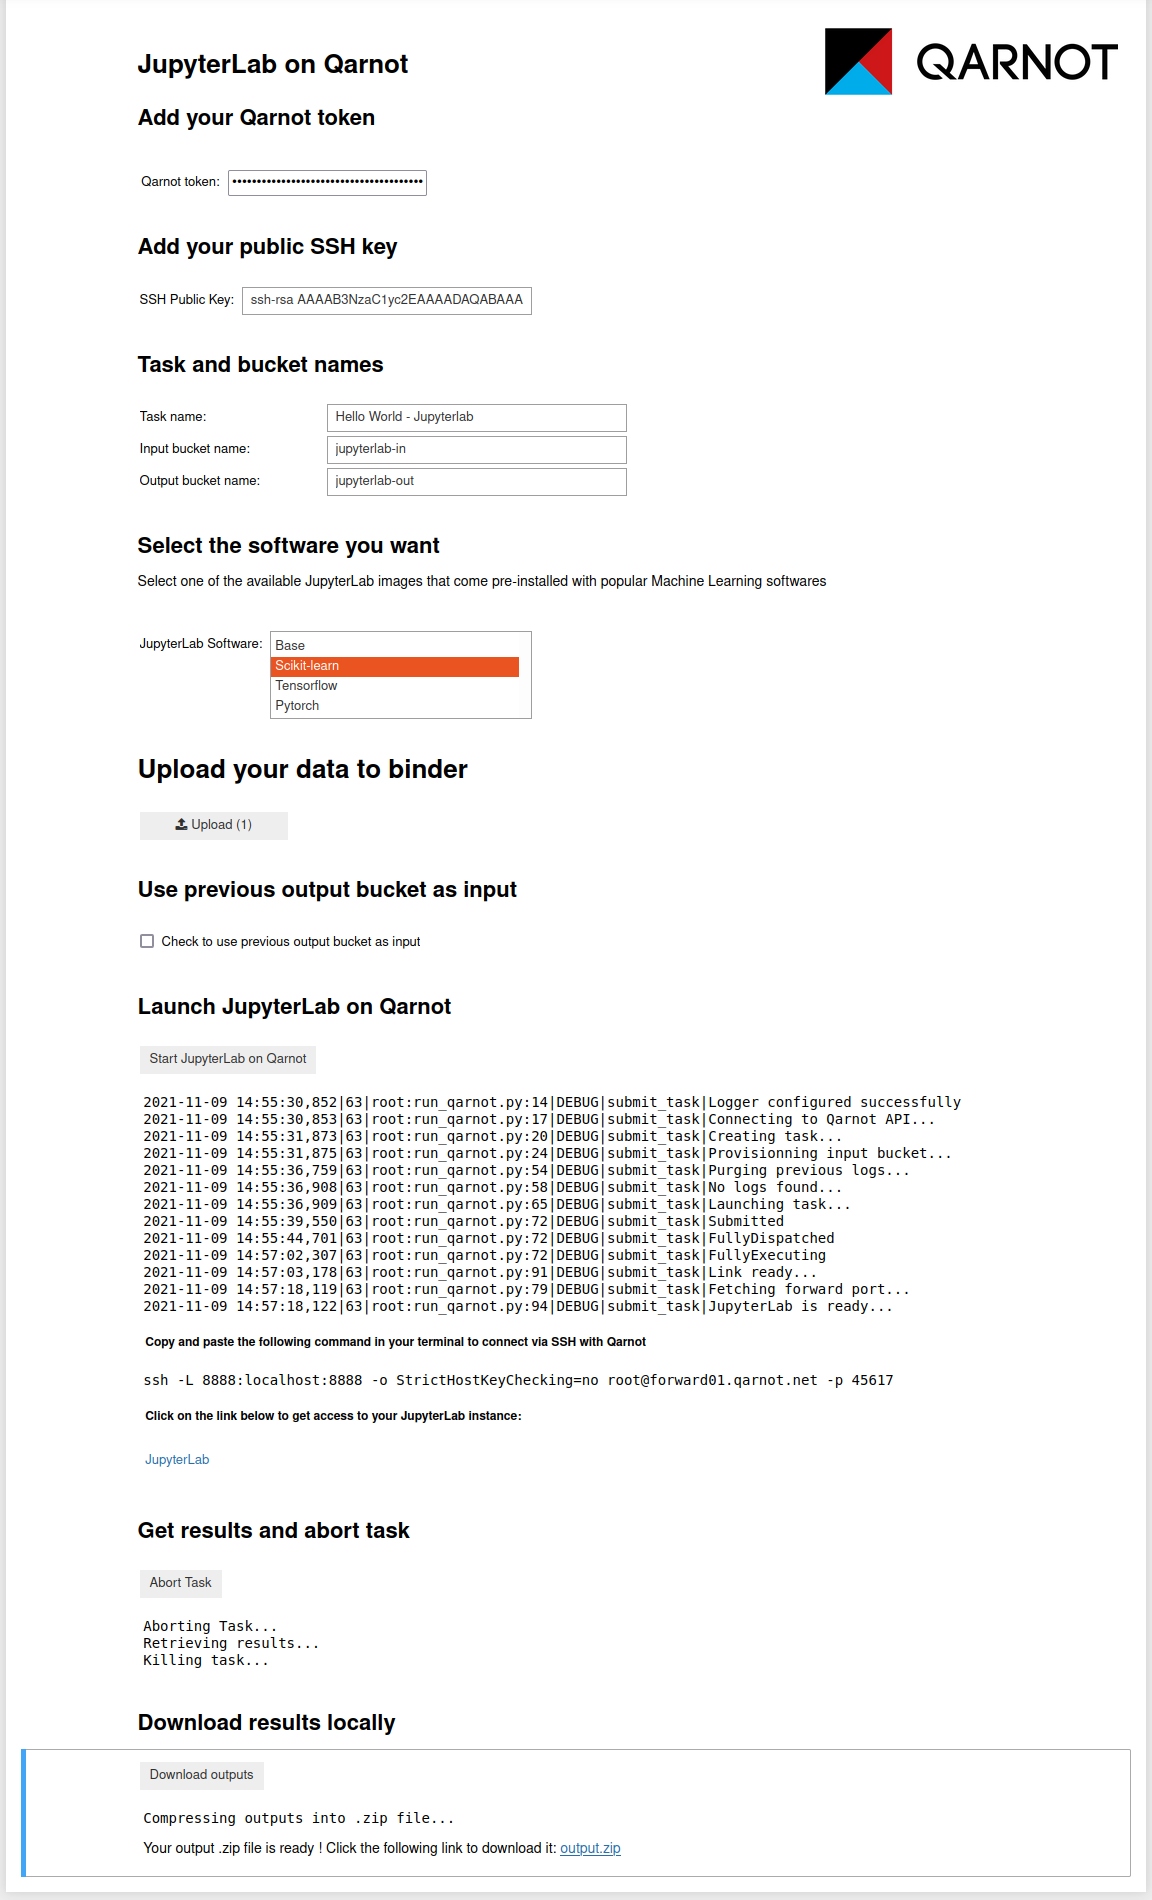 QARNOT
JupyterLab on Qarnot
Add your Qarnot token
Qarnot token: •••••••••••••••••••••••••••••••••••••••
Add your public SSH key
SSH Public Key: ssh-rsa AAAAB3NzaC1yc2EAAAADAQABAAA
Task and bucket names
Task name: Hello World - Jupyterlab
Input bucket name: jupyterlab-in
Output bucket name: jupyterlab-out
Select the software you want
Select one of the available JupyterLab images that come pre-installed with popular Machine Learning softwares
JupyterLab Software: Base
Scikit-learn
Tensorflow
Pytorch
Upload your data to binder
Upload (1)
Use previous output bucket as input
Check to use previous output bucket as input
Launch JupyterLab on Qarnot
Start JupyterLab on Qarnot
2021-11-09 14:55:30,852|63|root:run_qarnot.py:14|DEBUG|submit_task|Logger configured successfully
2021-11-09 14:55:30,853|63|root:run_qarnot.py:17|DEBUG|submit_task|Connecting to Qarnot API...
2021-11-09 14:55:31,873|63|root:run_qarnot.py:20|DEBUG|submit_task|Creating task...
2021-11-09 14:55:31,875|63|root:run_qarnot.py:24|DEBUG|submit_task|Provisionning input bucket...
2021-11-09 14:55:36,759|63|root:run_qarnot.py:54|DEBUG|submit_task|Purging previous logs...
2021-11-09 14:55:36,908|63|root:run_qarnot.py:58|DEBUG|submit_task|No logs found...
2021-11-09 14:55:36,909|63|root:run_qarnot.py:65|DEBUG|submit_task|Launching task...
2021-11-09 14:55:39,550|63|root:run_qarnot.py:72|DEBUG|submit_task|Submitted
2021-11-09 14:55:44,701|63|root:run_qarnot.py:72|DEBUG|submit_task|FullyDispatched
2021-11-09 14:57:02,307|63|root:run_qarnot.py:72|DEBUG|submit_task|FullyExecuting
2021-11-09 14:57:03,178|63|root:run_qarnot.py:91|DEBUG|submit_task|Link ready...
2021-11-09 14:57:18,119|63|root:run_qarnot.py:79|DEBUG|submit_task|Fetching forward port...
2021-11-09 14:57:18,122|63|root:run_qarnot.py:94|DEBUG|submit_task|JupyterLab is ready...
Copy and paste the following command in your terminal to connect via SSH with Qarnot
ssh -L 8888:localhost:8888 -o StrictHostKeyChecking=no root@forward01.qarnot.net -p 45617
Click on the link below to get access to your JupyterLab instance:
JupyterLab
Get results and abort task
Abort Task
Aborting Task...
Retrieving results...
Killing task...
Download results locally
Download outputs
Compressing outputs into .zip file...
Your output .zip file is ready ! Click the following link to download it: output.zip